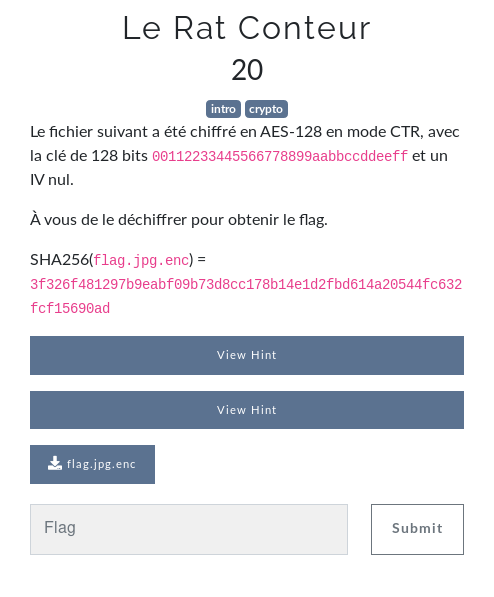 Le Rat Conteur
20
intro crypto
Le fichier suivant a été chiffré en AES-128 en mode CTR, avec
la clé de 128 bits 00112233445566778899aabbccddeeff et un
IV nul.
À vous de le déchiffrer pour obtenir le flag.
SHA256(flag.jpg.enc) =
3f326f481297b9eabf09b73d8cc178b14e1d2fbd614a20544fc632
fcf15690ad
View Hint
View Hint
flag.jpg.enc
Flag
Submit